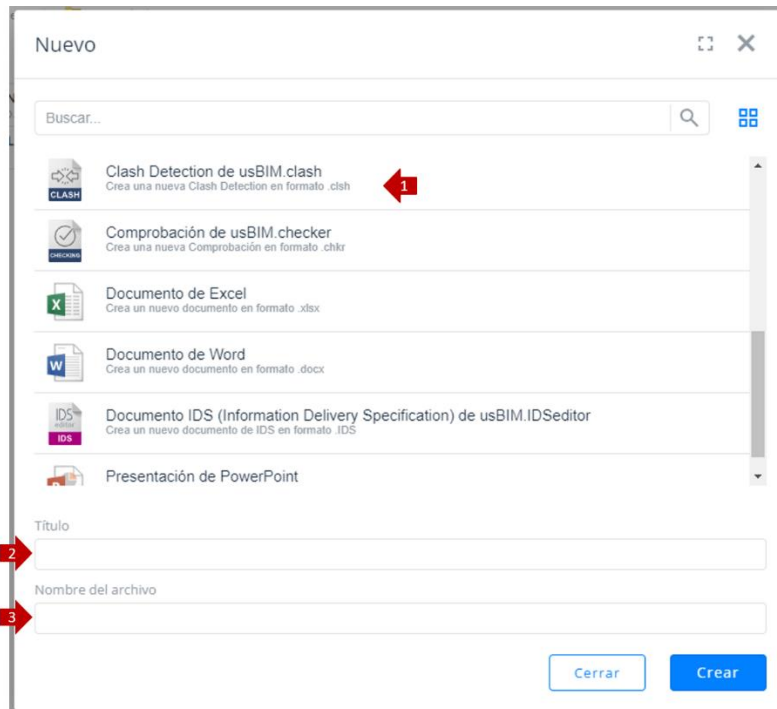 Nuevo
Buscar...
CLASH
Clash Detection de usBIM.clash
Crea una nueva Clash Detection en formato .clsh
1
CHECKING
Comprobación de usBIM.checker
Crea una nueva Comprobación en formato .chkr
X
Documento de Excel
Crea un nuevo documento en formato .xlsx
W
Documento de Word
Crea un nuevo documento en formato .docx
IDS
editor
IDS
Documento IDS (Information Delivery Specification) de usBIM.IDSeditor
Crea un nuevo documento de IDS en formato .IDS
Presentación de PowerPoint
Título
2
Nombre del archivo
3
Cerrar
Crear